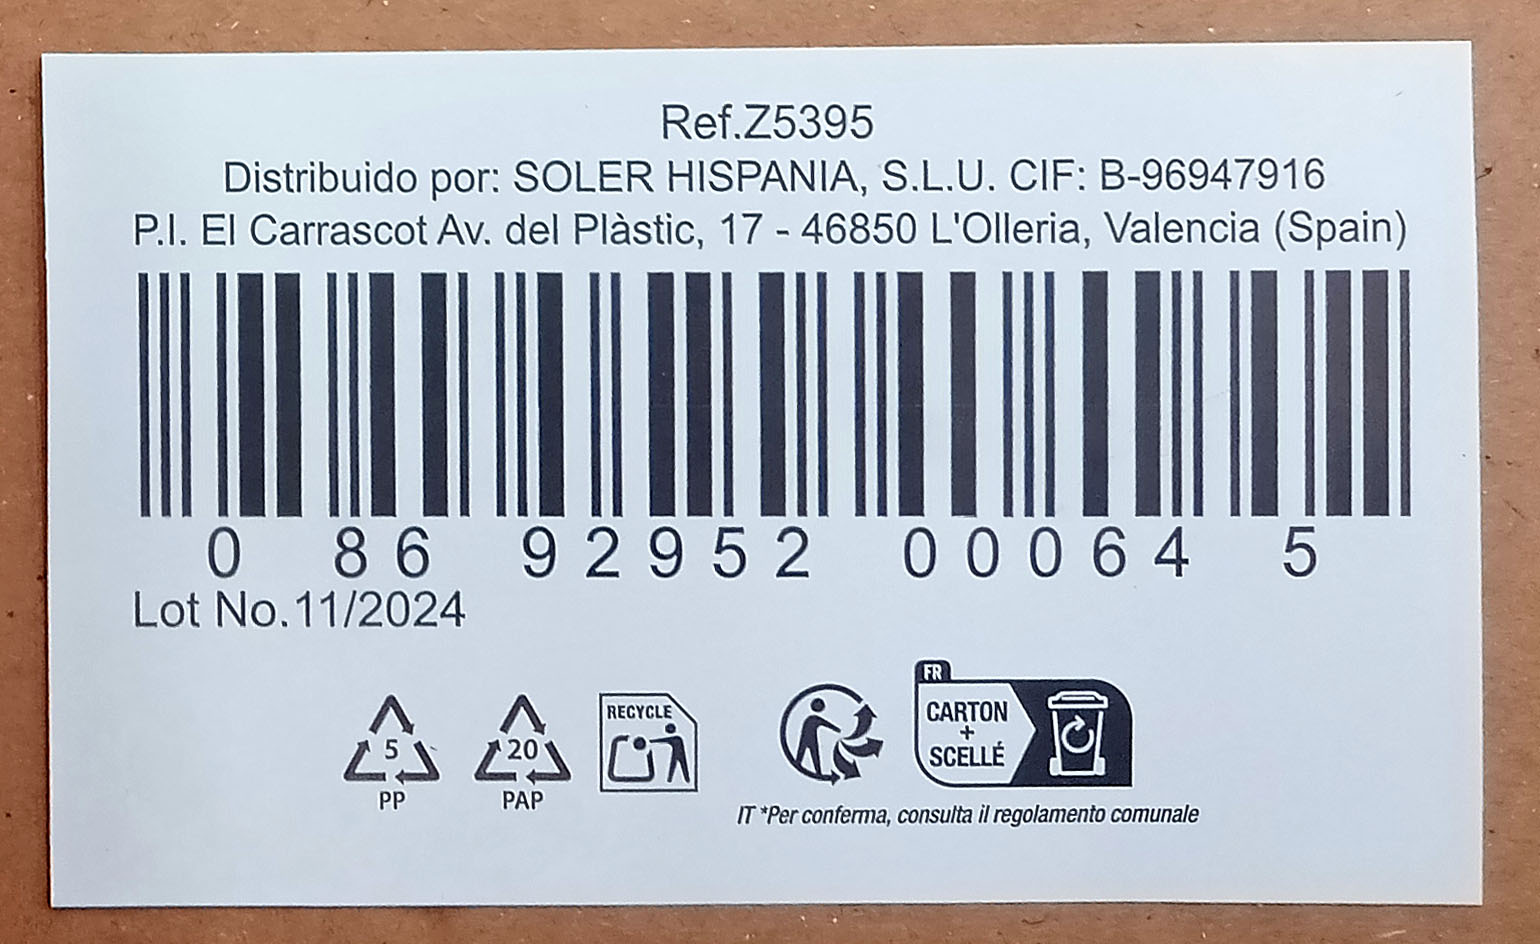 Ref.Z5395
Distribuido por: SOLER HISPANIA, S.L.U. CIF: B-96947916
P.I. El Carrascot Av. del Plàstic, 17 - 46850 L'Olleria, Valencia (Spain)
0 86 92952 00064 5
Lot No.11/2024
5
PP
20
PAP
RECYCLE
FR
CARTON
+
SCELLÉ
IT *Per conferma, consulta il regolamento comunale